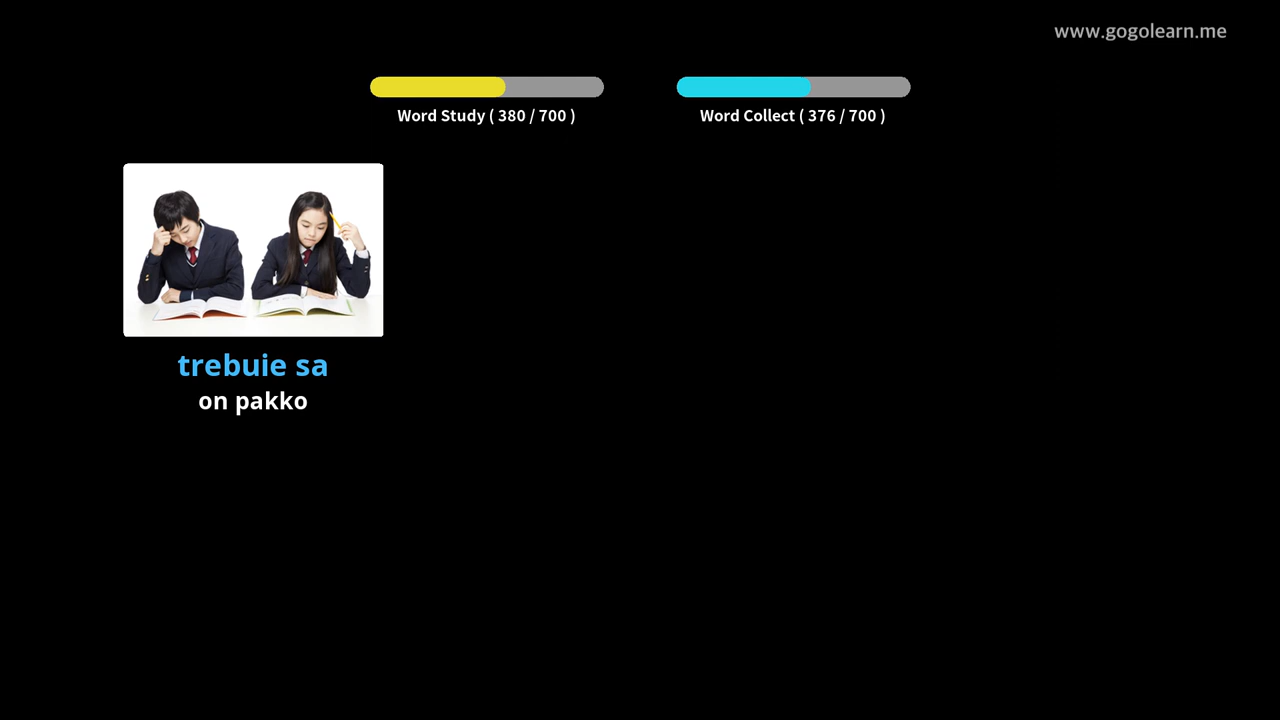 www.gogolearn.me
Word Study ( 380 / 700 )
Word Collect ( 376 / 700 )
trebuie sa
on pakko